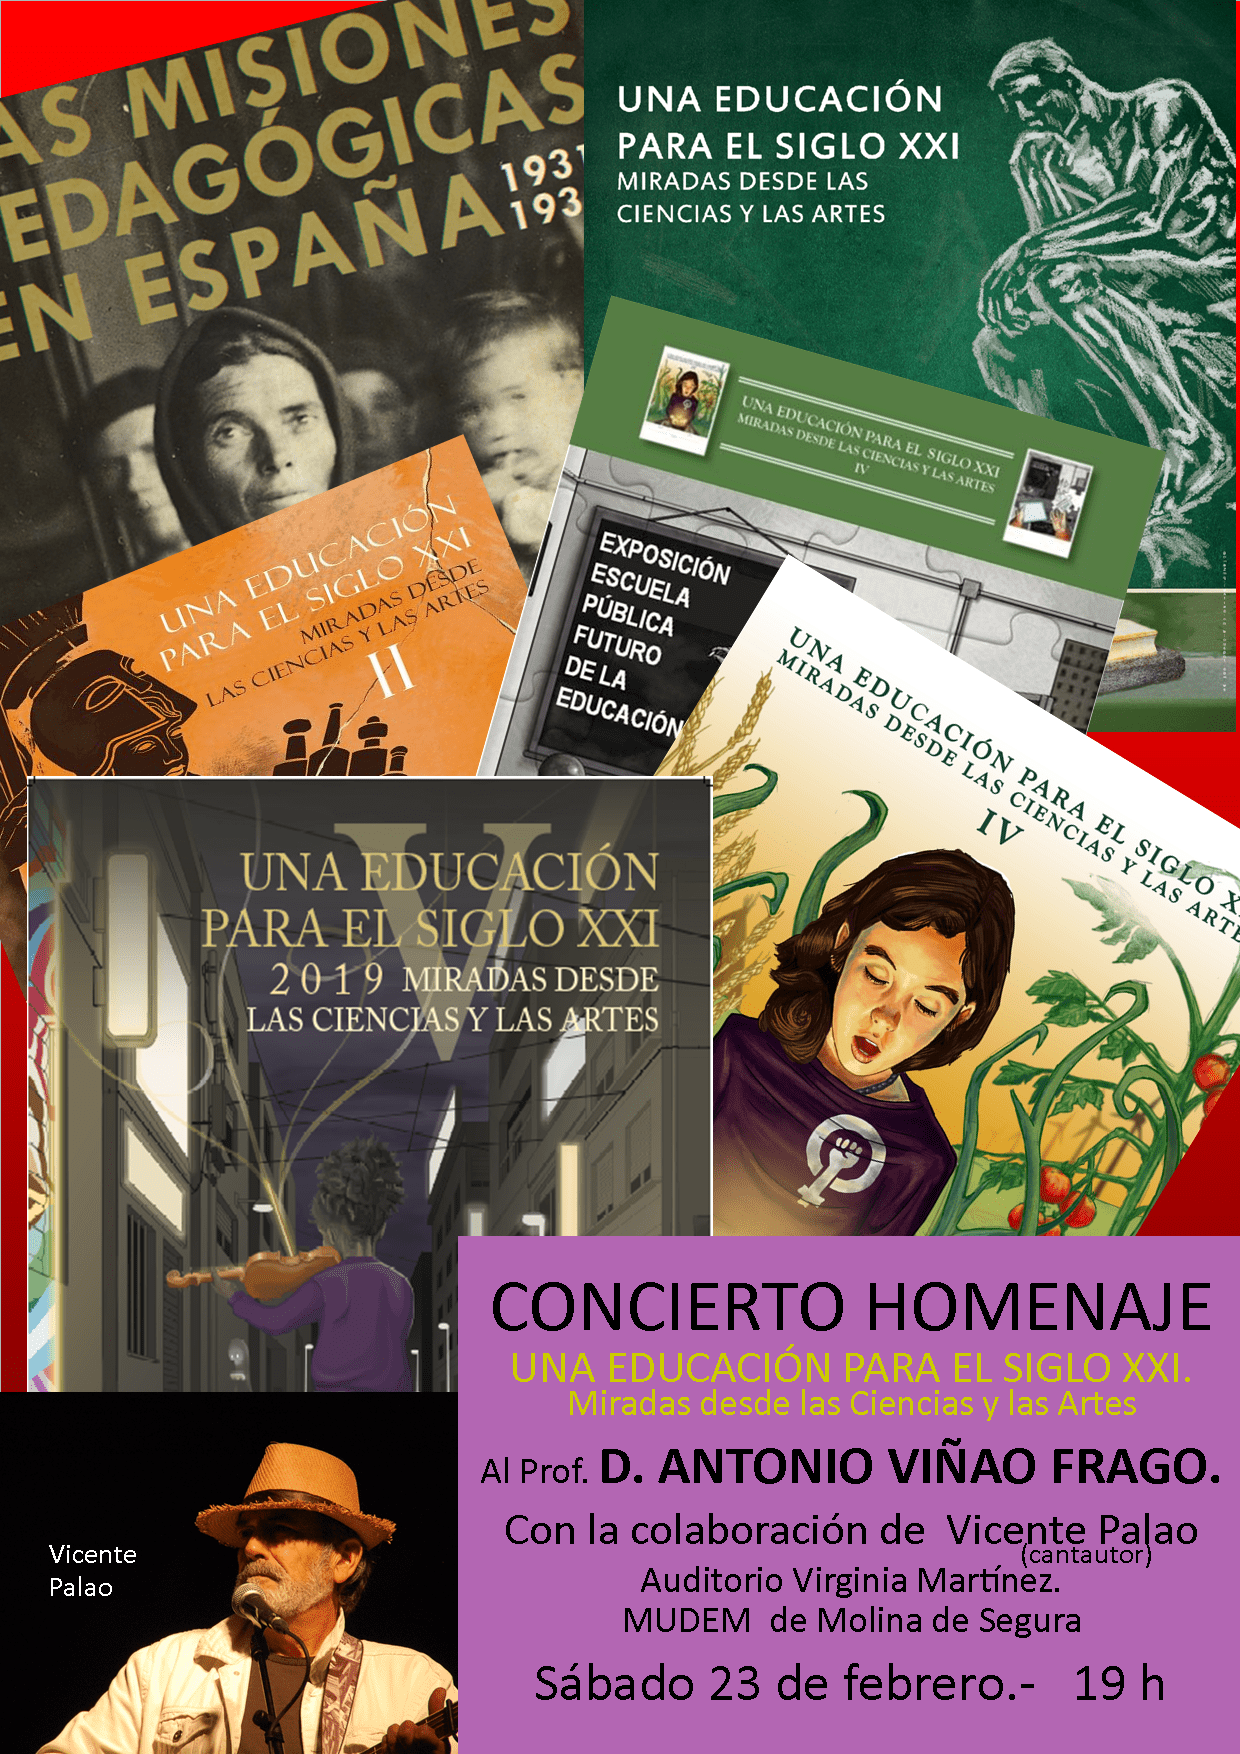 AS MISIONES
EDAGÓGICAS
EN ESPAÑA
1931
193
UNA EDUCACIÓN
PARA EL SIGLO XXI
MIRADAS DESDE LAS
CIENCIAS Y LAS ARTES
UNA EDUCACIÓN PARA EL SIGLO XXI
MIRADAS DESDE LAS CIENCIAS Y LAS ARTES
IV
EXPOSICIÓN
ESCUELA
PÚBLICA
FUTURO
DE LA
EDUCACIÓN
UNA EDUCACIÓN
PARA EL SIGLO XXI
MIRADAS DESDE
LAS CIENCIAS Y LAS ARTES
II
UNA EDUCACIÓN PARA EL SIGLO X
MIRADAS DESDE LAS CIENCIAS Y LAS ARTE
IV
V
UNA EDUCACIÓN
PARA EL SIGLO XXI
2019 MIRADAS DESDE
LAS CIENCIAS Y LAS ARTES
CONCIERTO HOMENAJE
UNA EDUCACIÓN PARA EL SIGLO XXI.
Miradas desde las Ciencias y las Artes
Al Prof. D. ANTONIO VIÑAO FRAGO.
Con la colaboración de Vicente Palao
(cantautor)
Auditorio Virginia Martínez.
MUDEM de Molina de Segura
Sábado 23 de febrero.- 19 h
Vicente
Palao